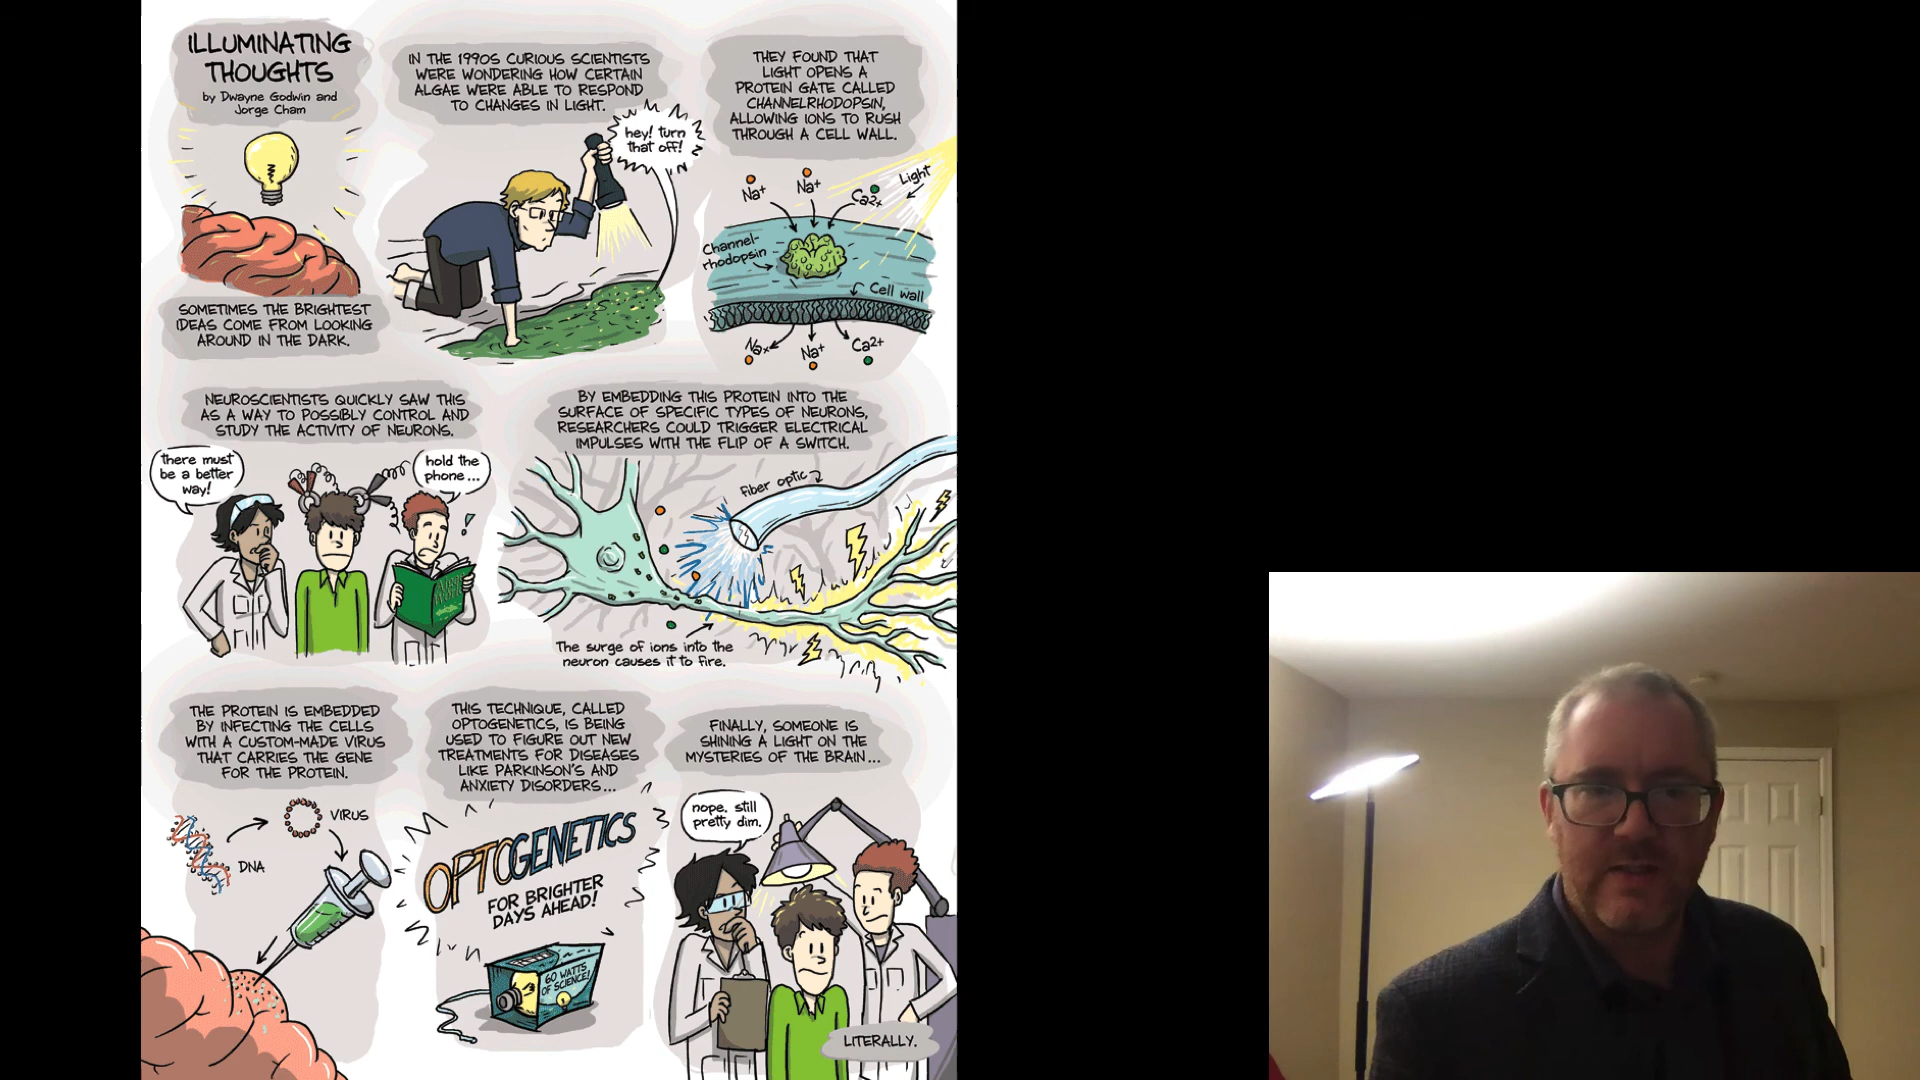 ILLUMINATING
THOUGHTS
by Dwayne Godwin and
Jorge Cham
SOMETIMES THE BRIGHTEST
IDEAS COME FROM LOOKING
AROUND IN THE DARK.
IN THE 1990S CURIOUS SCIENTISTS
WERE WONDERING HOW CERTAIN
ALGAE WERE ABLE TO RESPOND
TO CHANGES IN LIGHT.
hey! turn
that off!
THEY FOUND THAT
LIGHT OPENS A
PROTEIN GATE CALLED
CHANNELRHODOPSIN,
ALLOWING IONS TO RUSH
THROUGH A CELL WALL.
Na+
Na+
Ca2+
Light
Channel-
rhodopsin
Cell wall
Na+
Na+
Ca2+
NEUROSCIENTISTS QUICKLY SAW THIS
AS A WAY TO POSSIBLY CONTROL AND
STUDY THE ACTIVITY OF NEURONS.
there must
be a better
way!
hold the
phone...
!
Algae
World
BY EMBEDDING THIS PROTEIN INTO THE
SURFACE OF SPECIFIC TYPES OF NEURONS,
RESEARCHERS COULD TRIGGER ELECTRICAL
IMPULSES WITH THE FLIP OF A SWITCH.
fiber optic
The surge of ions into the
neuron causes it to fire.
THE PROTEIN IS EMBEDDED
BY INFECTING THE CELLS
WITH A CUSTOM-MADE VIRUS
THAT CARRIES THE GENE
FOR THE PROTEIN.
VIRUS
DNA
THIS TECHNIQUE, CALLED
OPTOGENETICS, IS BEING
USED TO FIGURE OUT NEW
TREATMENTS FOR DISEASES
LIKE PARKINSON'S AND
ANXIETY DISORDERS...
OPTOGENETICS
FOR BRIGHTER
DAYS AHEAD!
60 WATTS
OF SCIENCE!
FINALLY, SOMEONE IS
SHINING A LIGHT ON THE
MYSTERIES OF THE BRAIN...
nope, still
pretty dim.
LITERALLY.